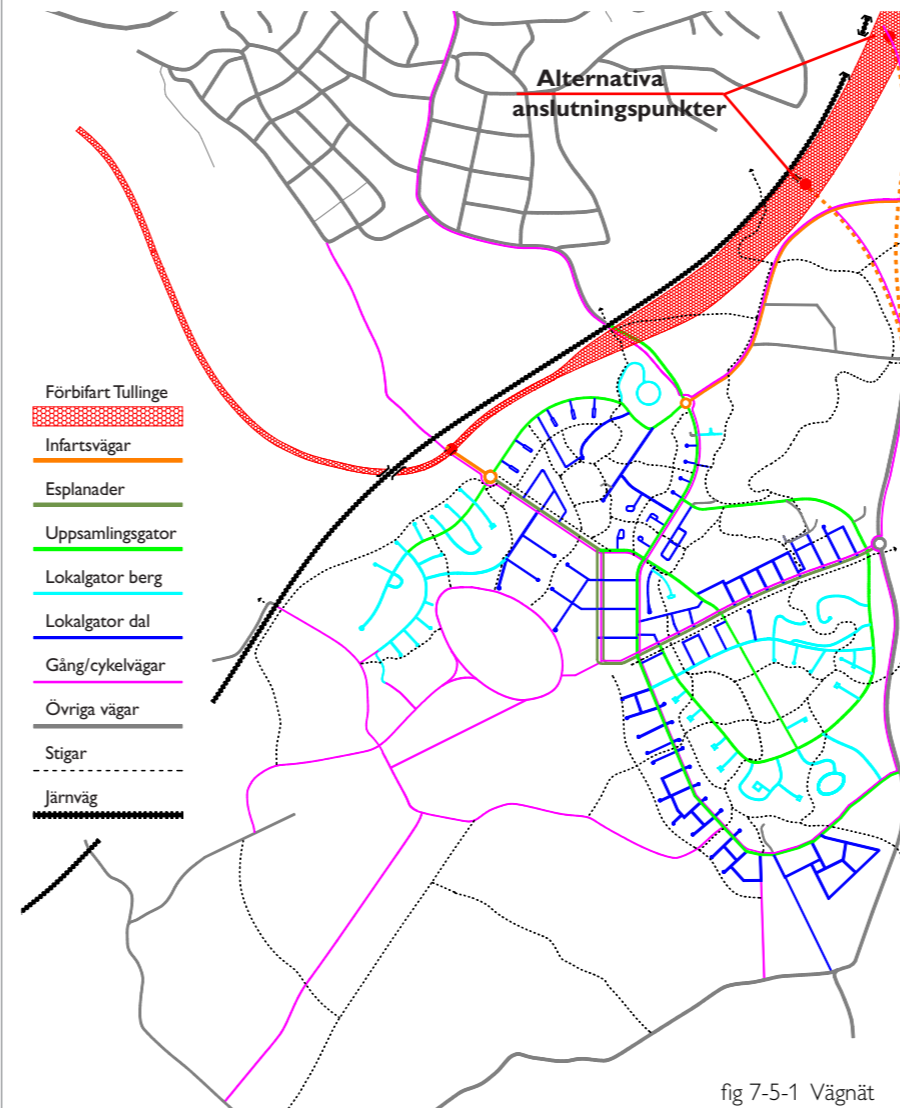 Alternativa
anslutningspunkter
Förbifart Tullinge
Infartsvägar
Esplanader
Uppsamlingsgator
Lokalgator berg
Lokalgator dal
Gång/cykelvägar
Övriga vägar
Stigar
Järnväg
fig 7-5-1 Vägnät